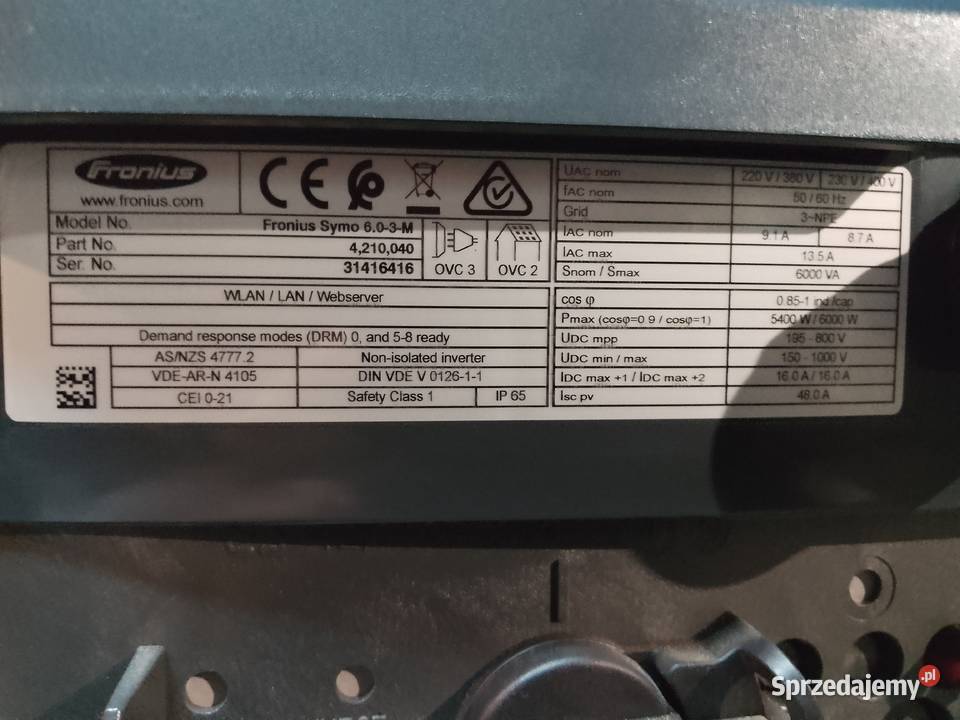 Fronius
www.fronius.com
CE
Model No. Fronius Symo 6.0-3-M
Part No. 4,210,040
Ser. No. 31416416
OVC 3 OVC 2
WLAN / LAN / Webserver
Demand response modes (DRM) 0, and 5-8 ready
AS/NZS 4777.2 Non-isolated inverter
VDE-AR-N 4105 DIN VDE V 0126-1-1
CEI 0-21 Safety Class 1 IP 65
UAC nom 220 V / 380 V 230 V / 400 V
fAC nom 50 / 60 Hz
Grid 3~NPE
IAC nom 9.1 A 8.7 A
IAC max 13.5 A
Snom / Smax 6000 VA
cos φ 0.85-1 ind./cap
Pmax (cosφ=0.9 / cosφ=1) 5400 W / 6000 W
UDC mpp 195 - 800 V
UDC min / max 150 - 1000 V
IDC max +1 / IDC max +2 16.0 A / 16.0 A
Isc pv 48.0 A
Sprzedajemy.pl